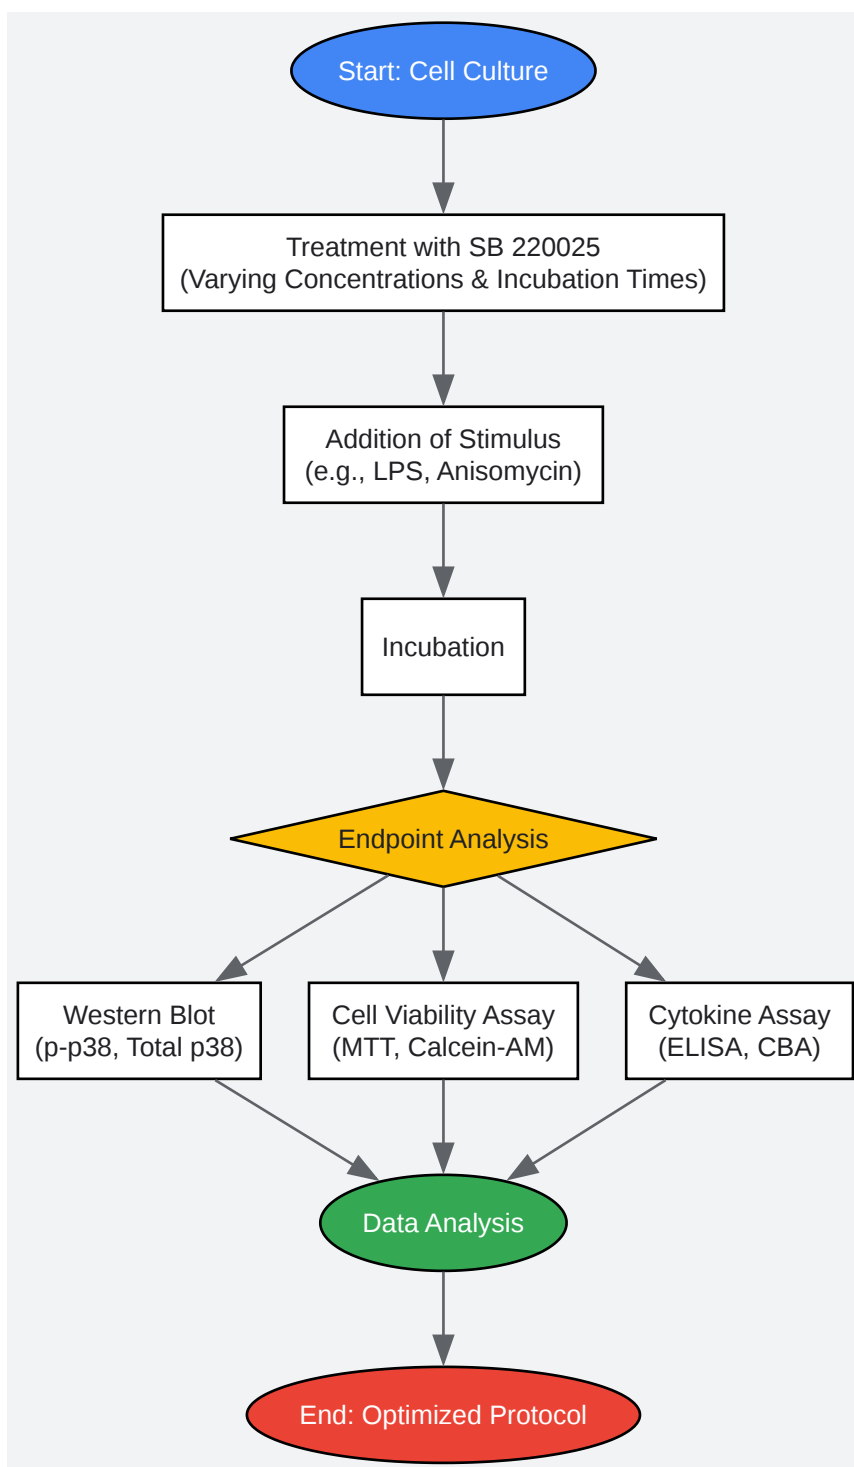 Start: Cell Culture
Treatment with SB 220025
(Varying Concentrations & Incubation Times)
Addition of Stimulus
(e.g., LPS, Anisomycin)
Incubation
Endpoint Analysis
Western Blot
(p-p38, Total p38)
Cell Viability Assay
(MTT, Calcein-AM)
Cytokine Assay
(ELISA, CBA)
Data Analysis
End: Optimized Protocol